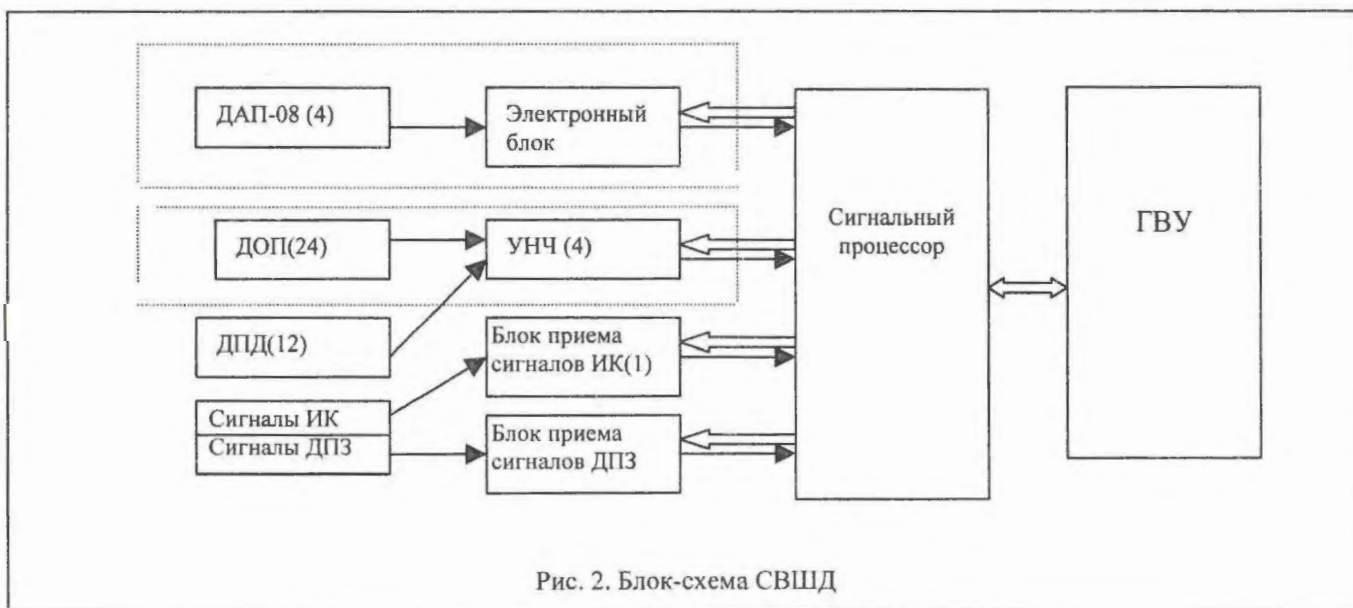 ДАП-08 (4)
Электронный
блок
ДОП(24)
УНЧ (4)
Сигнальный
процессор
ГВУ
ДПД(12)
Блок приема
сигналов ИК(1)
Сигналы ИК
Сигналы ДПЗ
Блок приема
сигналов ДПЗ
Рис. 2. Блок-схема СВШД